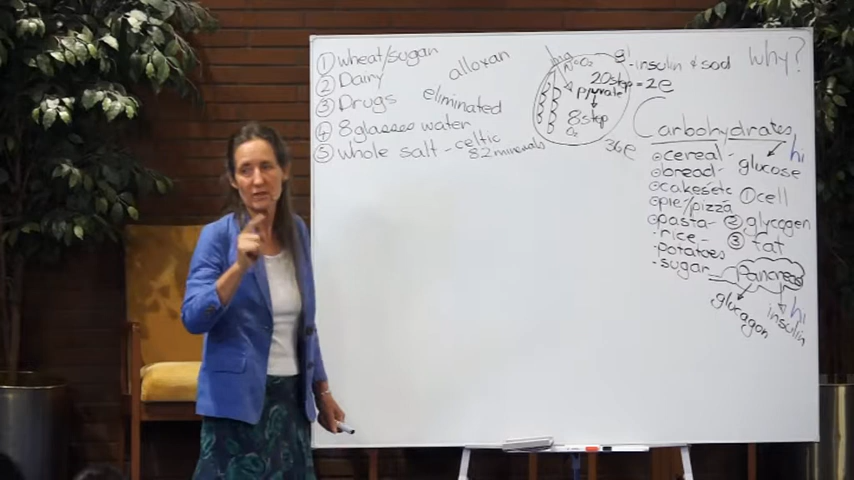 ① wheat/sugar
② Dairy
③ Drugs
④ 8 glasses water
⑤ whole salt - celtic
82 minerals
alloxan
eliminated
20 step = 2e
pyruvate
8 step
O2
36e
- insulin & sod
Why?
Carbohydrates
cereal - glucose
bread -
cakes etc ① cell
pie/pizza
pasta - ② glycogen
rice - ③ fat
potatoes
sugar
Pancreas
glucagon
insulin
hi
hi